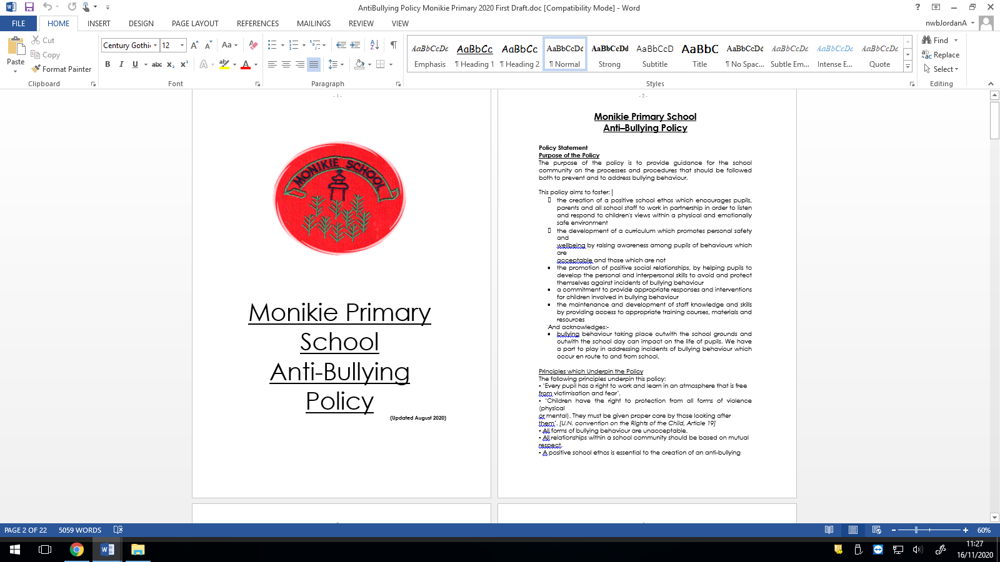 AntiBullying Policy Monikie Primary 2020 First Draft.doc [Compatibility Mode] - Word
FILE HOME INSERT DESIGN PAGE LAYOUT REFERENCES MAILINGS REVIEW VIEW nwbJordanA
Paste
Cut
Copy
Format Painter
Clipboard
Century Gothi 12
Font
Paragraph
AaBbCcDc AaBbCc AaBbCc AaBbCcDd AaBbCcDd AaBbCcD AaBbC AaBbCcDd AaBbCcDc AaBbCcDc AaBbCcDc
Emphasis ¶ Heading 1 ¶ Heading 2 ¶ Normal Strong Subtitle Title ¶ No Spac... Subtle Em... Intense E... Quote
Styles
Find
Replace
Select
Editing
- 1 -
MONIKIE SCHOOL
Monikie Primary
School
Anti-Bullying
Policy
(Updated August 2020)
- 2 -
Monikie Primary School
Anti–Bullying Policy
Policy Statement
Purpose of the Policy
The purpose of the policy is to provide guidance for the school
community on the processes and procedures that should be followed
both to prevent and to address bullying behaviour.
This policy aims to foster:
the creation of a positive school ethos which encourages pupils,
parents and all school staff to work in partnership in order to listen
and respond to children's views within a physical and emotionally
safe environment
the development of a curriculum which promotes personal safety
and
wellbeing by raising awareness among pupils of behaviours which
are
acceptable and those which are not
• the promotion of positive social relationships, by helping pupils to
develop the personal and interpersonal skills to avoid and protect
themselves against incidents of bullying behaviour
• a commitment to provide appropriate responses and interventions
for children involved in bullying behaviour
• the maintenance and development of staff knowledge and skills
by providing access to appropriate training courses, materials and
resources
And acknowledges:-
• bullying behaviour taking place outwith the school grounds and
outwith the school day can impact on the life of pupils. We have
a part to play in addressing incidents of bullying behaviour which
occur en route to and from school.
Principles which Underpin the Policy
The following principles underpin this policy:
• 'Every pupil has a right to work and learn in an atmosphere that is free
from victimisation and fear'.
• 'Children have the right to protection from all forms of violence
(physical
or mental). They must be given proper care by those looking after
them'. [U.N. convention on the Rights of the Child, Article 19]
• All forms of bullying behaviour are unacceptable.
• All relationships within a school community should be based on mutual
respect.
• A positive school ethos is essential to the creation of an anti-bullying
PAGE 2 OF 22 5059 WORDS 60%
11:27
16/11/2020